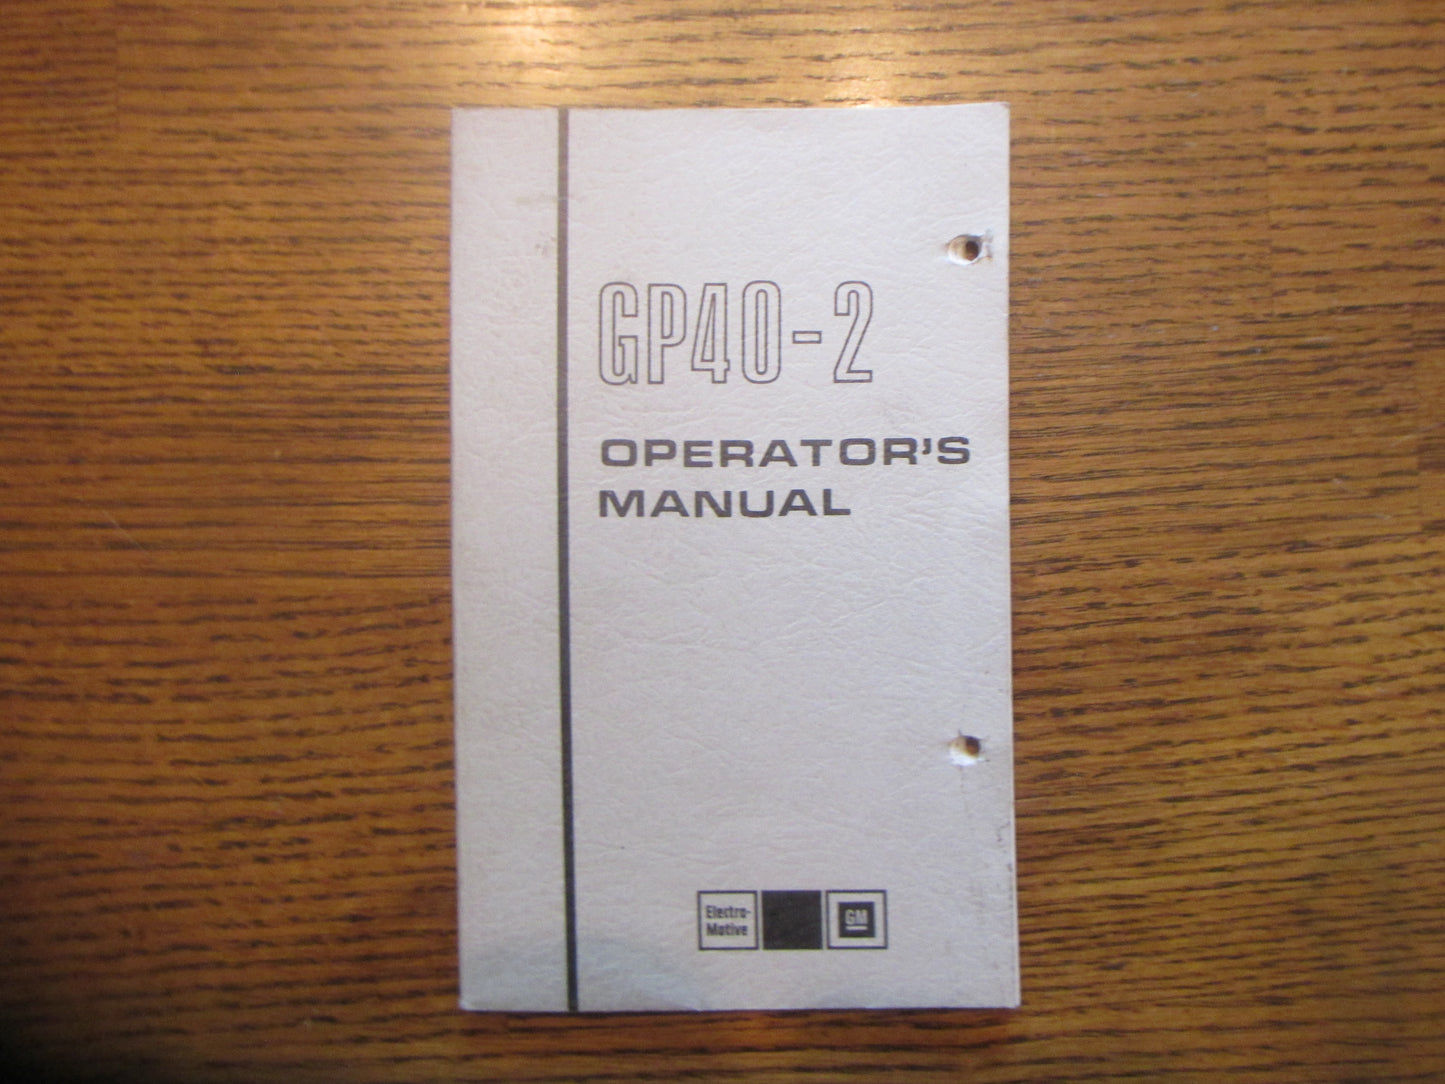 GP40-2
OPERATOR'S
MANUAL
Electro-
Motive
GM